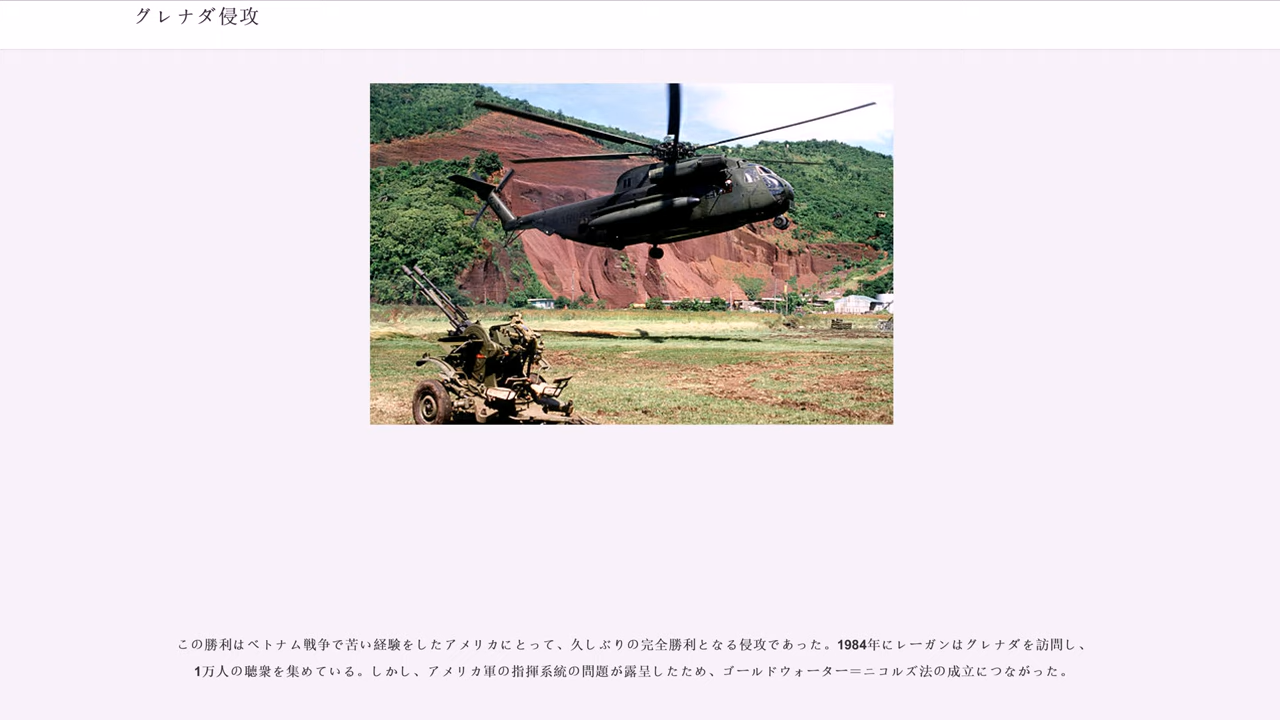 グレナダ侵攻
この勝利はベトナム戦争で苦い経験をしたアメリカにとって、久しぶりの完全勝利となる侵攻であった。1984年にレーガンはグレナダを訪問し、
1万人の聴衆を集めている。しかし、アメリカ軍の指揮系統の問題が露呈したため、ゴールドウォーター＝ニコルズ法の成立につながった。